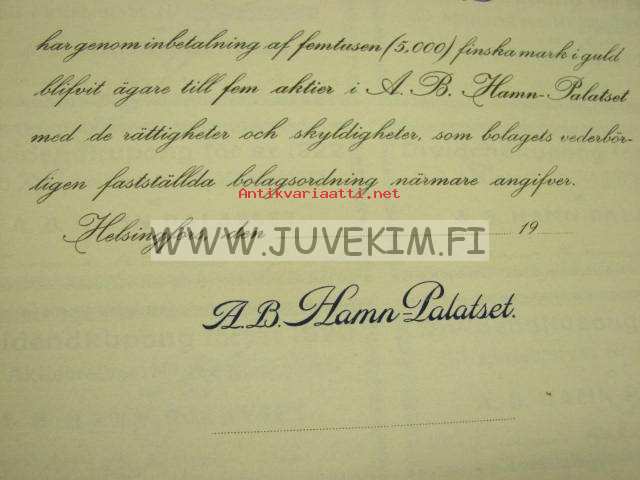 har genom inbetalning af femtusen (5,000) finska mark i guld
blifvit ägare till fem aktier i A. B. Hamn-Palatset
med de rättigheter och skyldigheter, som bolagets vederbör-
ligen fastställda bolagsordning närmare angifver.
Antikvariaatti.net
Helsingfors, den 19
WWW.JUVEKIM.FI
A.B. Hamn=Palatset.